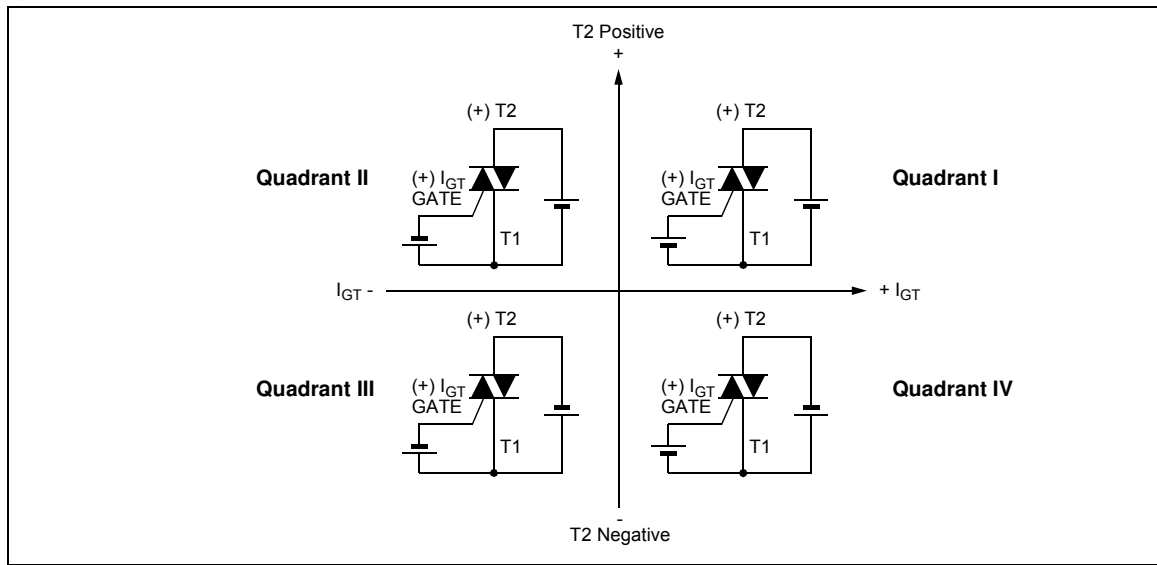 T2 Positive
+
(+) T2
(+) T2
Quadrant II
(+) IGT
GATE
T1
(+) IGT
GATE
T1
Quadrant I
IGT -
+ IGT
(+) T2
(+) T2
Quadrant III
(+) IGT
GATE
T1
(+) IGT
GATE
T1
Quadrant IV
-
T2 Negative